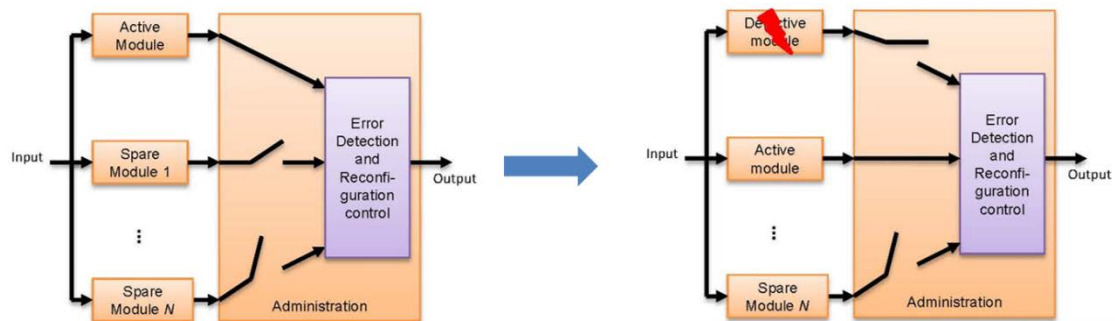 Active
Module
Input
Spare
Module 1
⋮
Spare
Module N
Error
Detection
and
Reconfi-
guration
control
Output
Administration
module
Input
Active
module
⋮
Spare
Module N
Error
Detection
and
Reconfi-
guration
control
Output
Administration